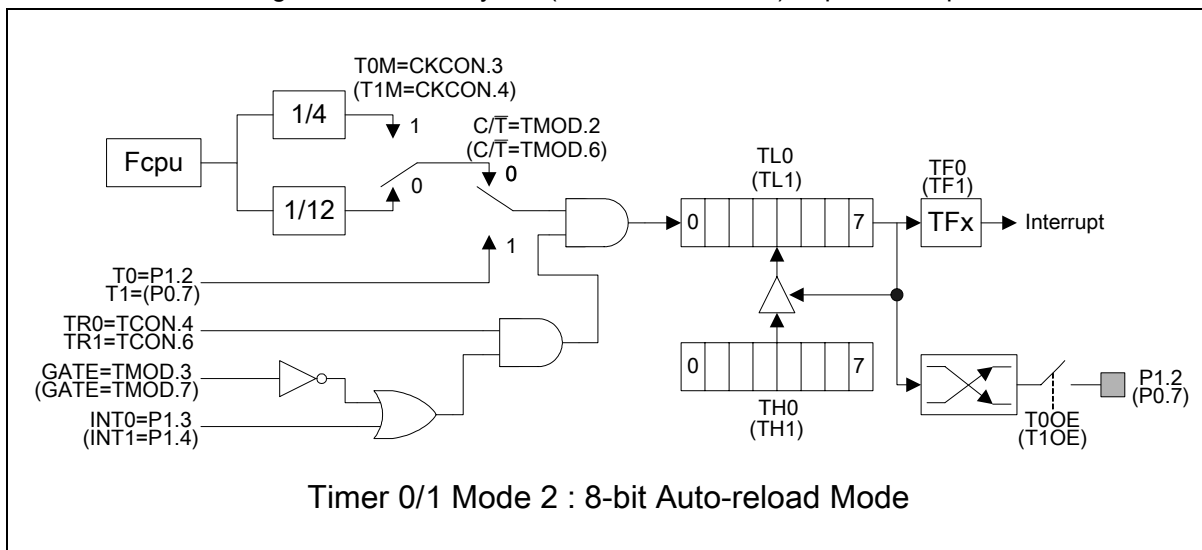 T0M=CKCON.3
(T1M=CKCON.4)
1/4
1
C/T̅=TMOD.2
(C/T̅=TMOD.6)
Fcpu
0
0
1/12
TL0
(TL1)
TF0
(TF1)
0
7
TFx
Interrupt
1
T0=P1.2
T1=(P0.7)
TR0=TCON.4
TR1=TCON.6
GATE=TMOD.3
(GATE=TMOD.7)
INT0=P1.3
(INT1=P1.4)
0
7
TH0
(TH1)
P1.2
(P0.7)
T0OE
(T1OE)
Timer 0/1 Mode 2 : 8-bit Auto-reload Mode